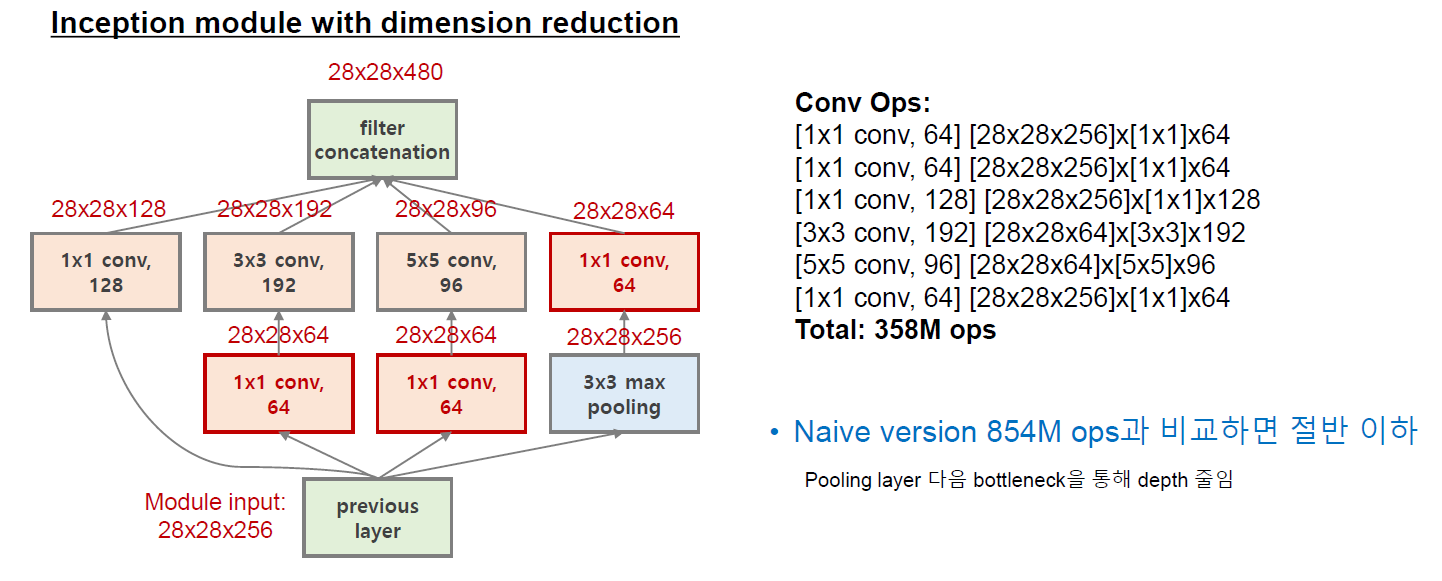 Inception module with dimension reduction
28x28x480
filter
concatenation
28x28x128
28x28x192
28x28x96
28x28x64
1x1 conv,
128
3x3 conv,
192
5x5 conv,
96
1x1 conv,
64
28x28x64
28x28x64
28x28x256
1x1 conv,
64
1x1 conv,
64
3x3 max
pooling
Module input:
28x28x256
previous
layer
Conv Ops:
[1x1 conv, 64] [28x28x256]x[1x1]x64
[1x1 conv, 64] [28x28x256]x[1x1]x64
[1x1 conv, 128] [28x28x256]x[1x1]x128
[3x3 conv, 192] [28x28x64]x[3x3]x192
[5x5 conv, 96] [28x28x64]x[5x5]x96
[1x1 conv, 64] [28x28x256]x[1x1]x64
Total: 358M ops
• Naive version 854M ops과 비교하면 절반 이하
Pooling layer 다음 bottleneck을 통해 depth 줄임